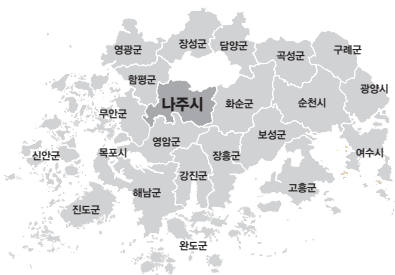 장성군
담양군
영광군
곡성군
구례군
함평군
광양시
나주시
화순군
순천시
무안군
보성군
영암군
신안군
목포시
장흥군
여수시
강진군
고흥군
해남군
진도군
완도군